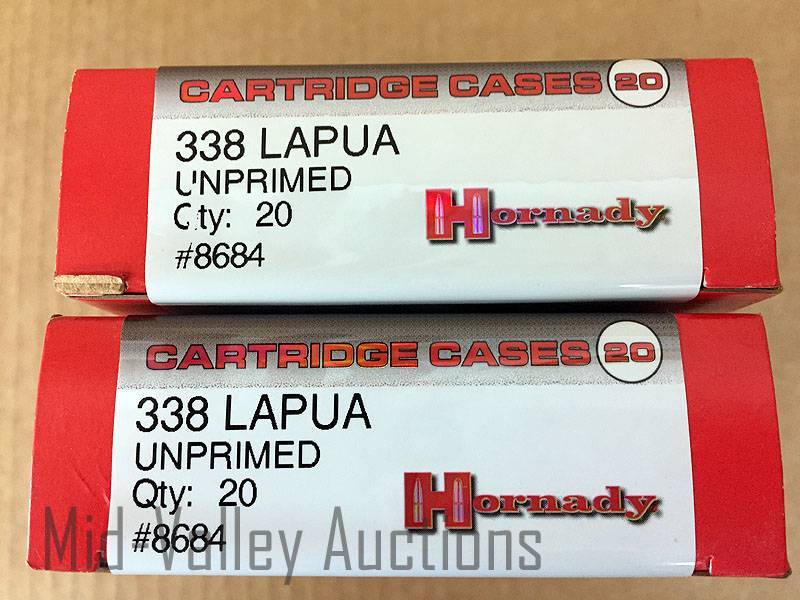 CARTRIDGE CASES 20
338 LAPUA
UNPRIMED
Qty: 20
#8684
Hornady
CARTRIDGE CASES 20
338 LAPUA
UNPRIMED
Qty: 20
#8684
Hornady
Mid-Valley Auctions